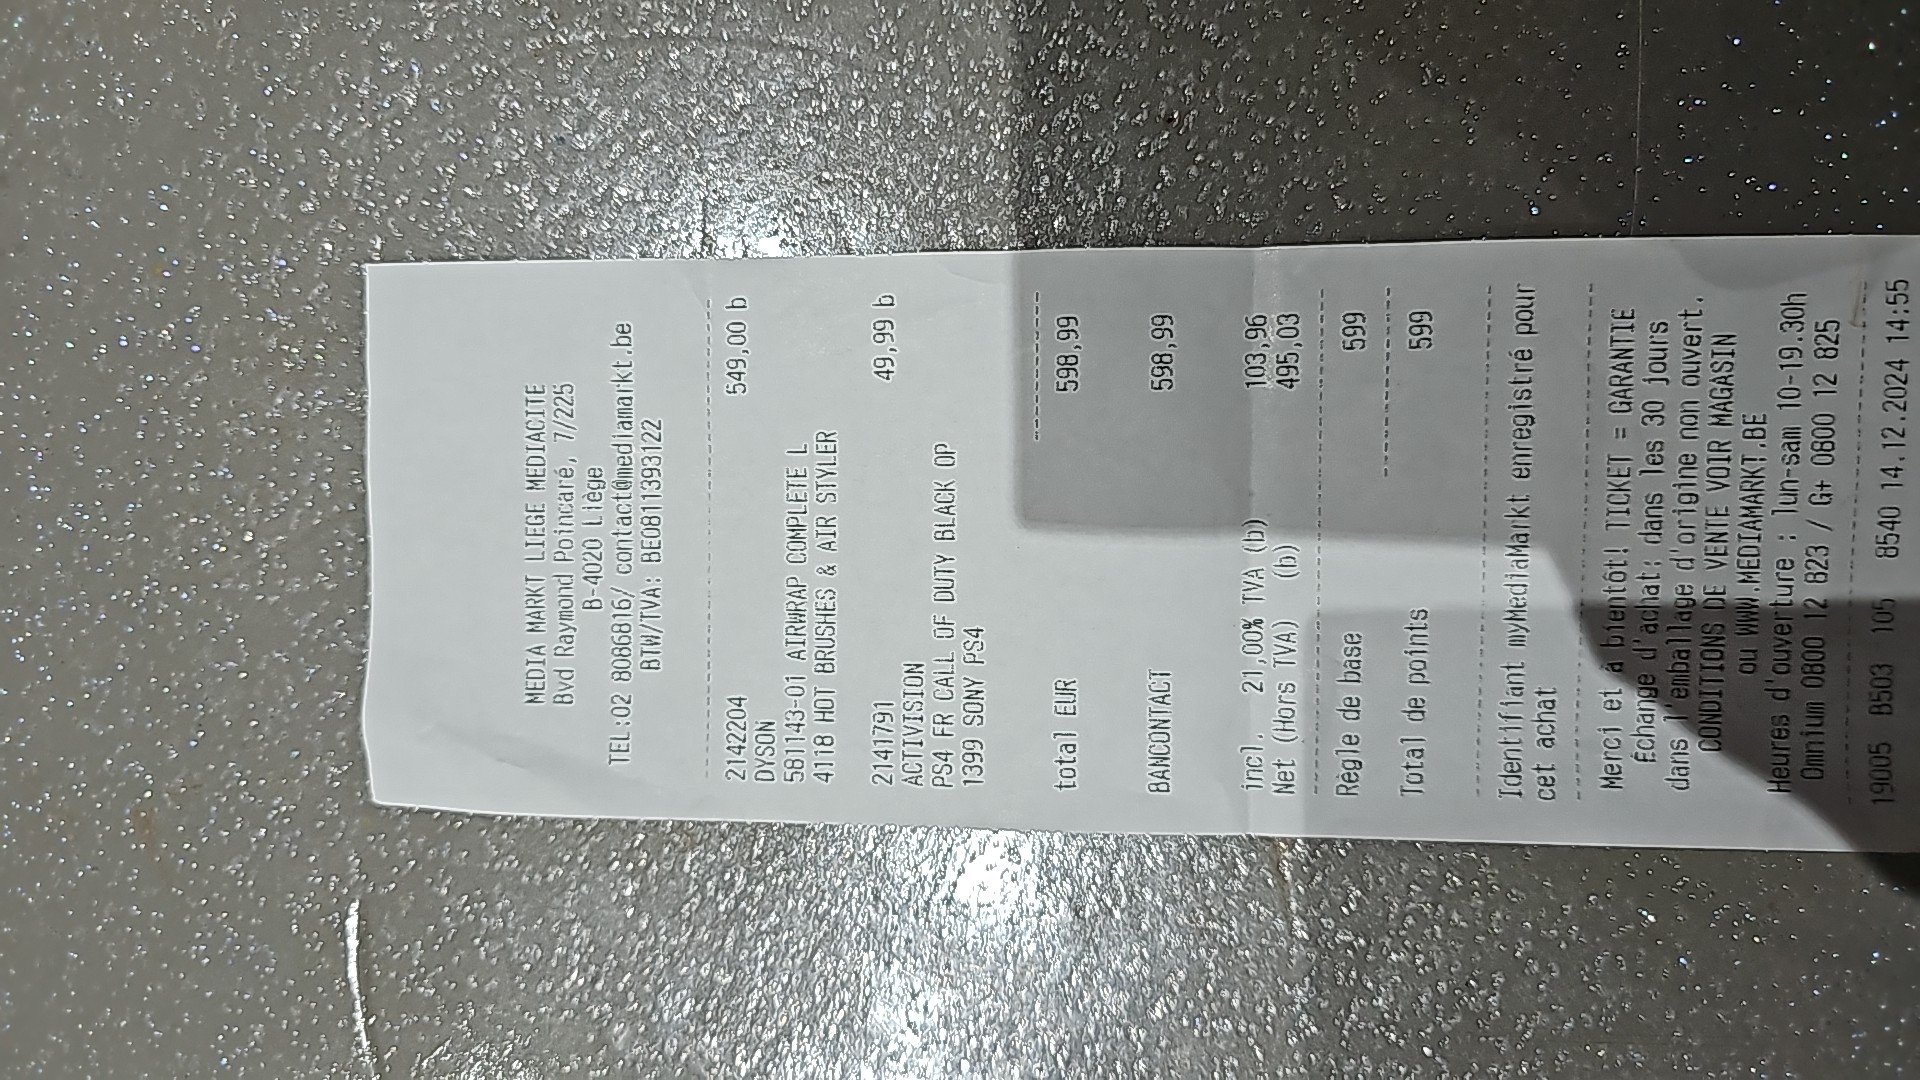 MEDIA MARKT LIEGE MEDIACITE
Bvd Raymond Poincaré, 7/225
B-4020 Liège
TEL:02 8086816/ contact@mediamarkt.be
BTW/TVA: BE0811393122
2142204
DYSON
581143-01 AIRWRAP COMPLETE L 549,00 b
4118 HOT BRUSHES & AIR STYLER
2141791
ACTIVISION
PS4 FR CALL OF DUTY BLACK OP 49,99 b
1399 SONY PS4
total EUR 598,99
BANCONTACT 598,99
incl. 21,00% TVA (b) 103,96
Net (Hors TVA) (b) 495,03
Règle de base 599
Total de points 599
Identifiant myMediaMarkt enregistré pour
cet achat
Merci et à bientôt! TICKET = GARANTIE
Échange d'achat: dans les 30 jours
dans l'emballage d'origine non ouvert.
CONDITIONS DE VENTE VOIR MAGASIN
ou WWW.MEDIAMARKT.BE
Heures d'ouverture : lun-sam 10-19.30h
Omnium 0800 12 823 / G+ 0800 12 825
19005 B503 105 8540 14.12.2024 14:55